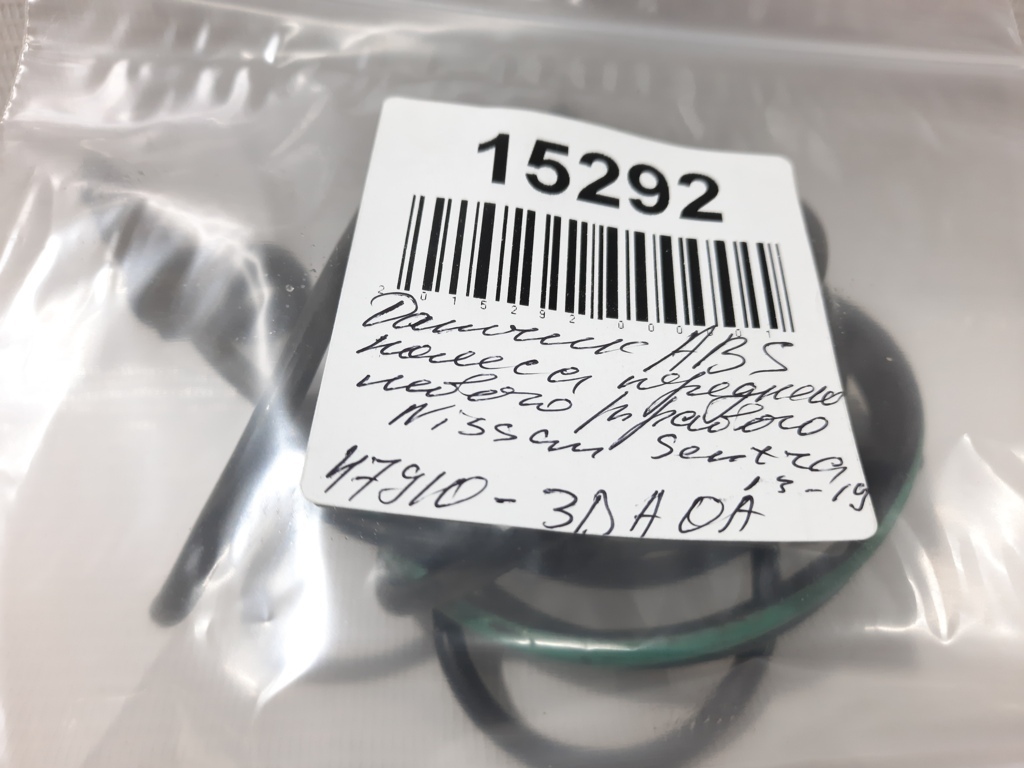 15292
2015292000001
Датчик ABS
колеса переднего
левого/правого
Nissan Sentra
13-19
47910-3DA0A